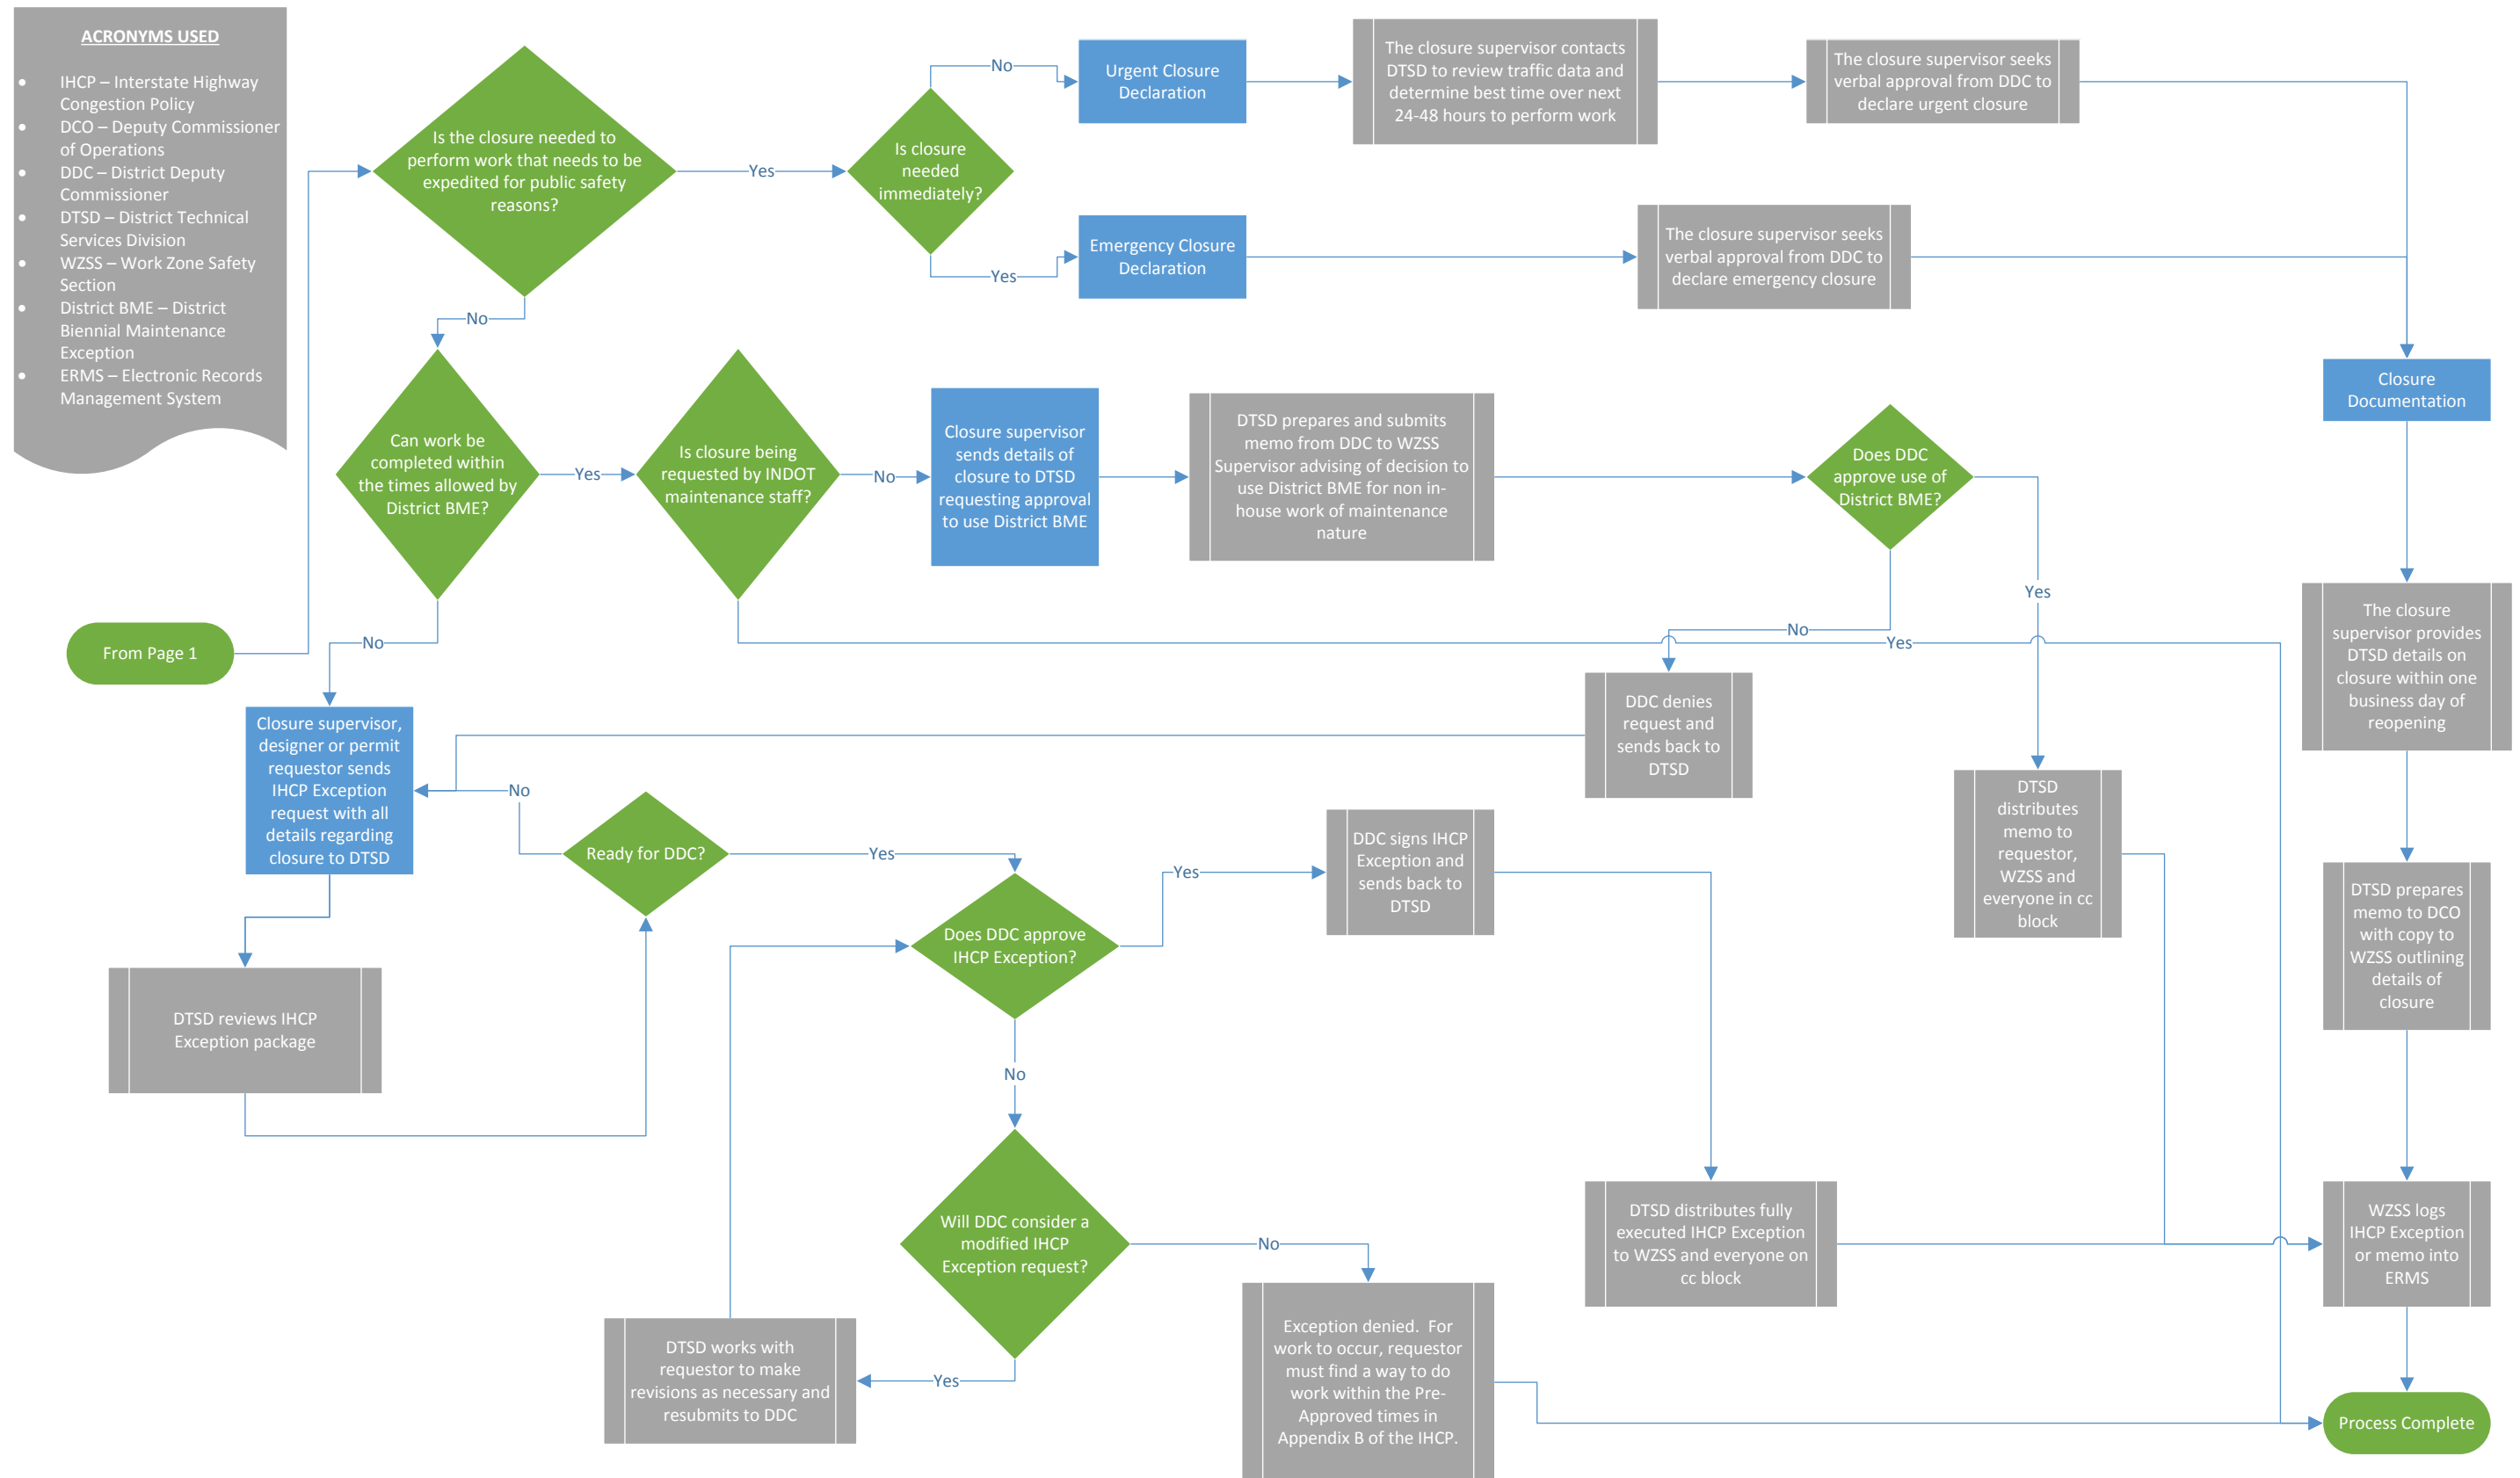 ACRONYMS USED
• IHCP – Interstate Highway
Congestion Policy
• DCO – Deputy Commissioner
of Operations
• DDC – District Deputy
Commissioner
• DTSD – District Technical
Services Division
• WZSS – Work Zone Safety
Section
• District BME – District
Biennial Maintenance
Exception
• ERMS – Electronic Records
Management System
From Page 1
Is the closure needed to
perform work that needs to be
expedited for public safety
reasons?
Yes
No
Is closure
needed
immediately?
No
Yes
Urgent Closure
Declaration
The closure supervisor contacts
DTSD to review traffic data and
determine best time over next
24-48 hours to perform work
The closure supervisor seeks
verbal approval from DDC to
declare urgent closure
Emergency Closure
Declaration
The closure supervisor seeks
verbal approval from DDC to
declare emergency closure
Closure
Documentation
Can work be
completed within
the times allowed by
District BME?
Yes
No
Is closure being
requested by INDOT
maintenance staff?
No
Yes
Closure supervisor
sends details of
closure to DTSD
requesting approval
to use District BME
DTSD prepares and submits
memo from DDC to WZSS
Supervisor advising of decision to
use District BME for non in-
house work of maintenance
nature
Does DDC
approve use of
District BME?
No
Yes
The closure
supervisor provides
DTSD details on
closure within one
business day of
reopening
DDC denies
request and
sends back to
DTSD
DTSD
distributes
memo to
requestor,
WZSS and
everyone in cc
block
Closure supervisor,
designer or permit
requestor sends
IHCP Exception
request with all
details regarding
closure to DTSD
DTSD reviews IHCP
Exception package
Ready for DDC?
No
Yes
Does DDC approve
IHCP Exception?
Yes
No
DDC signs IHCP
Exception and
sends back to
DTSD
DTSD prepares
memo to DCO
with copy to
WZSS outlining
details of
closure
Will DDC consider a
modified IHCP
Exception request?
No
Yes
DTSD works with
requestor to make
revisions as necessary and
resubmits to DDC
Exception denied.  For
work to occur, requestor
must find a way to do
work within the Pre-
Approved times in
Appendix B of the IHCP.
DTSD distributes fully
executed IHCP Exception
to WZSS and everyone on
cc block
WZSS logs
IHCP Exception
or memo into
ERMS
Process Complete